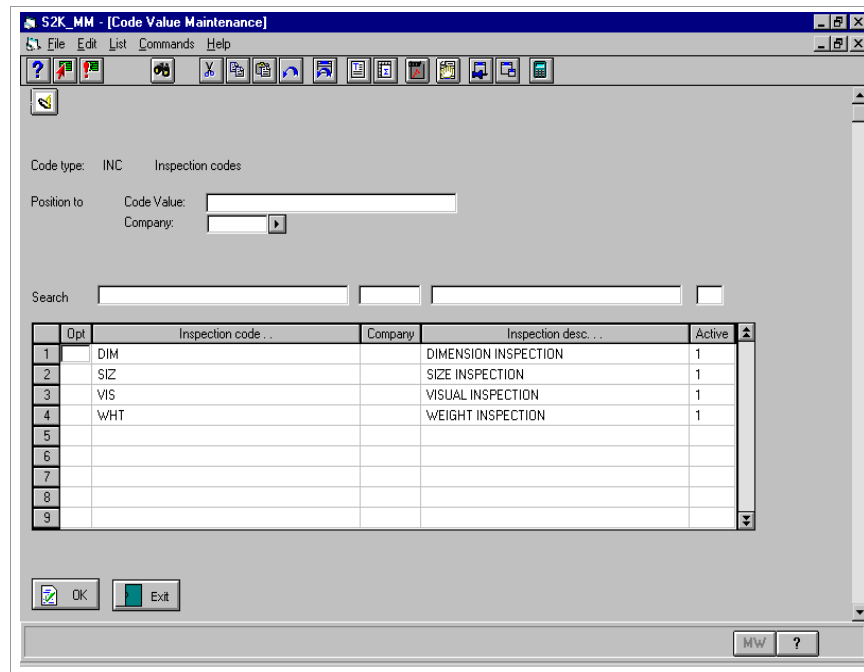 S2K_MM - [Code Value Maintenance]
File Edit List Commands Help
Code type: INC Inspection codes
Position to Code Value:
Company:
Search
Opt Inspection code . . Company Inspection desc. . . Active
1 DIM DIMENSION INSPECTION 1
2 SIZ SIZE INSPECTION 1
3 VIS VISUAL INSPECTION 1
4 WHT WEIGHT INSPECTION 1
5
6
7
8
9
OK Exit
MW ?